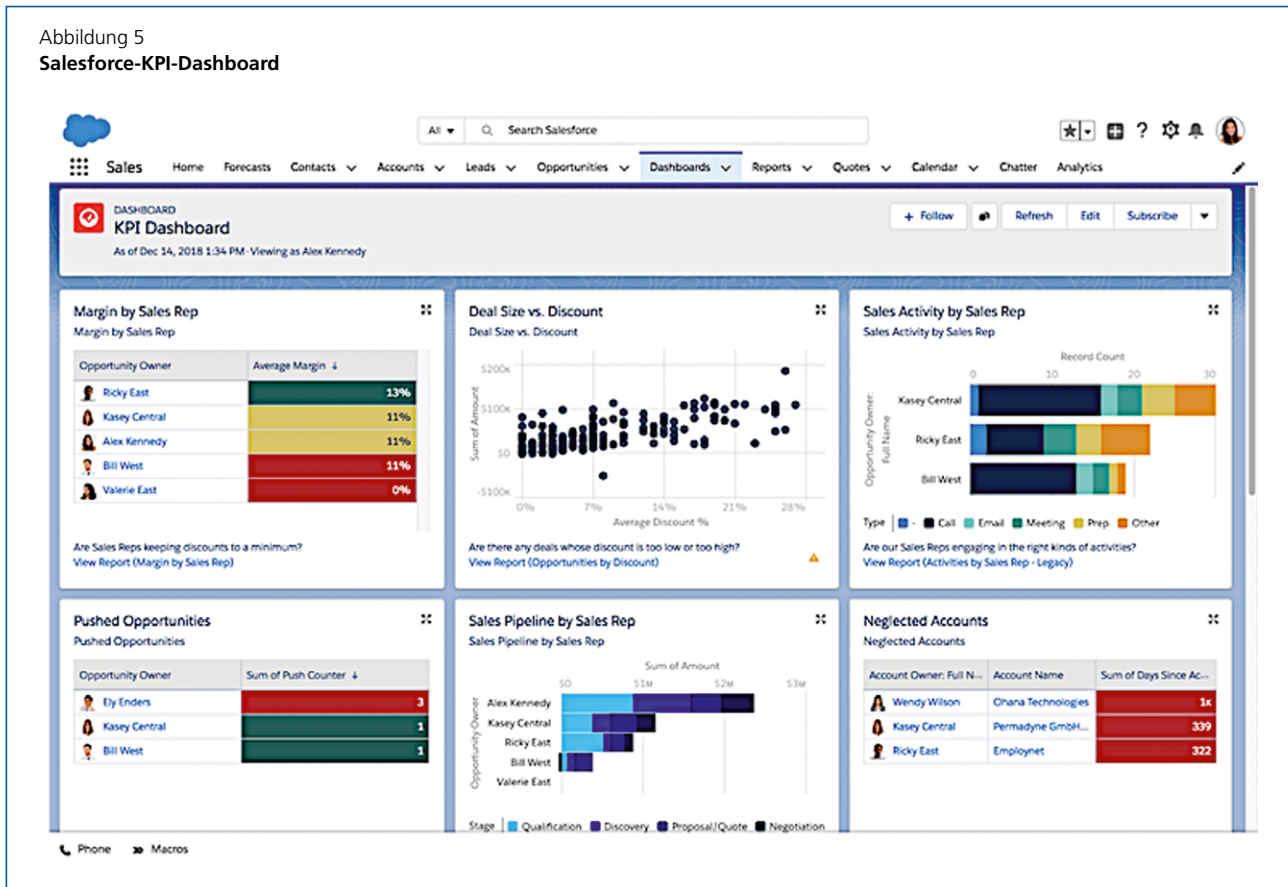 Abbildung 5
Salesforce-KPI-Dashboard
All Search Salesforce
Sales Home Forecasts Contacts Accounts Leads Opportunities Dashboards Reports Quotes Calendar Chatter Analytics
DASHBOARD
KPI Dashboard
As of Dec 14, 2018 1:34 PM·Viewing as Alex Kennedy
+ Follow Refresh Edit Subscribe
Margin by Sales Rep
Margin by Sales Rep
Opportunity Owner Average Margin ↓
Ricky East 13%
Kasey Central 11%
Alex Kennedy 11%
Bill West 11%
Valerie East 0%
Are Sales Reps keeping discounts to a minimum?
View Report (Margin by Sales Rep)
Deal Size vs. Discount
Deal Size vs. Discount
Sum of Amount
$200K
$100K
$0
-$100K
0% 7% 14% 21% 28%
Average Discount %
Are there any deals whose discount is too low or too high?
View Report (Opportunities by Discount)
Sales Activity by Sales Rep
Sales Activity by Sales Rep
Record Count
0 10 20 30
Opportunity Owner:
Full Name
Kasey Central
Ricky East
Bill West
Type - Call Email Meeting Prep Other
Are our Sales Reps engaging in the right kinds of activities?
View Report (Activities by Sales Rep - Legacy)
Pushed Opportunities
Pushed Opportunities
Opportunity Owner Sum of Push Counter ↓
Ely Enders 3
Kasey Central 1
Bill West 1
Sales Pipeline by Sales Rep
Sales Pipeline by Sales Rep
Sum of Amount
$0 $1M $2M $3M
Opportunity Owner
Alex Kennedy
Kasey Central
Ricky East
Bill West
Valerie East
Stage Qualification Discovery Proposal/Quote Negotiation
Neglected Accounts
Neglected Accounts
Account Owner: Full N... Account Name Sum of Days Since Ac...
Wendy Wilson Ohana Technologies 1x
Kasey Central Permadyne GmbH... 339
Ricky East Employnet 322
Phone Macros